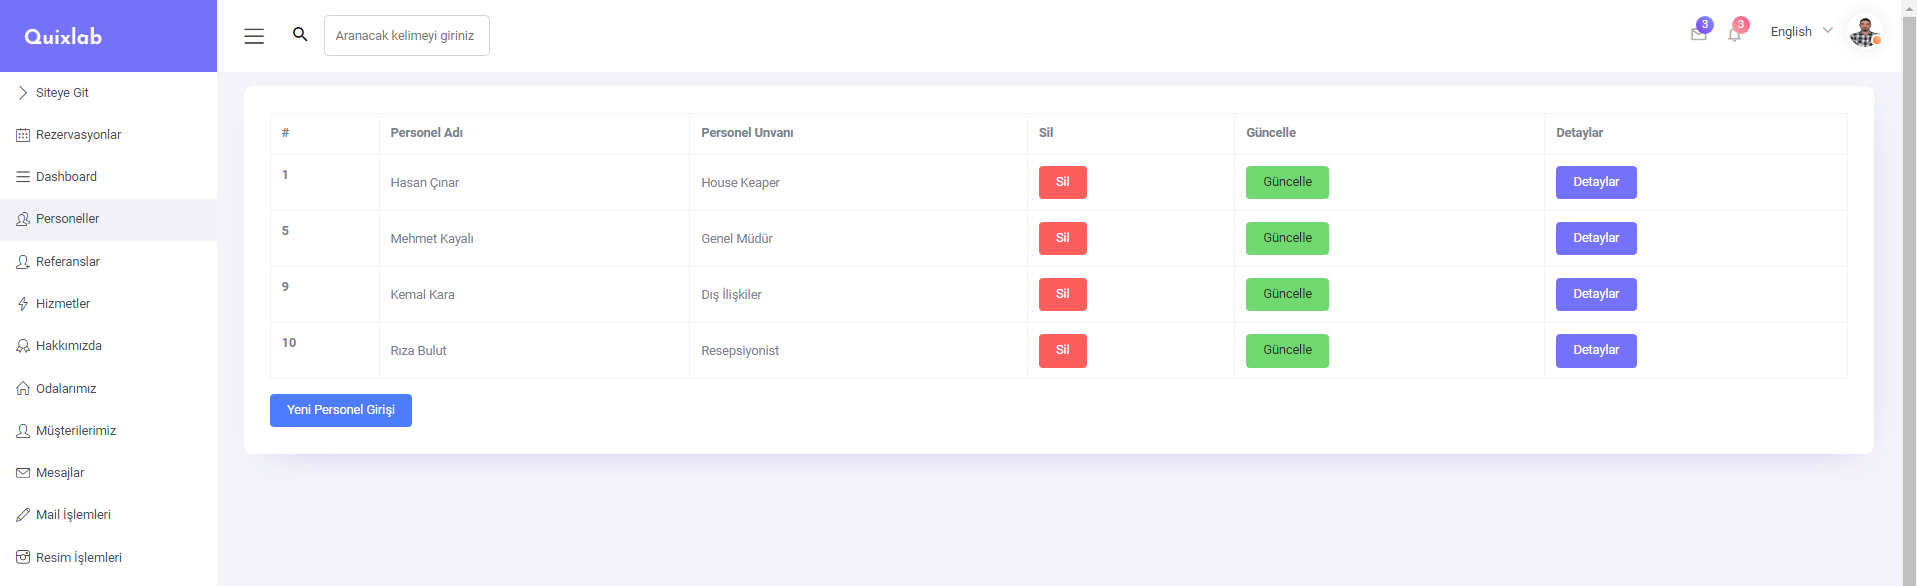 Quixlab
Aranacak kelimeyi giriniz
3
3
English
Siteye Git
Rezervasyonlar
Dashboard
Personeller
Referanslar
Hizmetler
Hakkımızda
Odalarımız
Müşterilerimiz
Mesajlar
Mail İşlemleri
Resim İşlemleri
# Personel Adı Personel Unvanı Sil Güncelle Detaylar
1 Hasan Çınar House Keaper Sil Güncelle Detaylar
5 Mehmet Kayalı Genel Müdür Sil Güncelle Detaylar
9 Kemal Kara Dış İlişkiler Sil Güncelle Detaylar
10 Rıza Bulut Resepsiyonist Sil Güncelle Detaylar
Yeni Personel Girişi